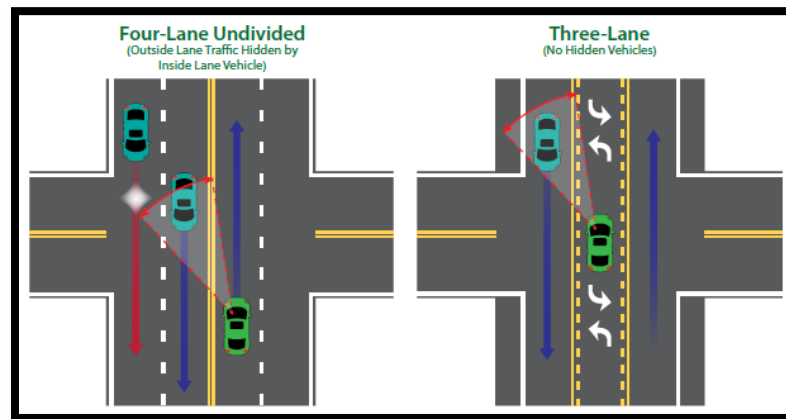 Four-Lane Undivided
(Outside Lane Traffic Hidden by
Inside Lane Vehicle)
Three-Lane
(No Hidden Vehicles)